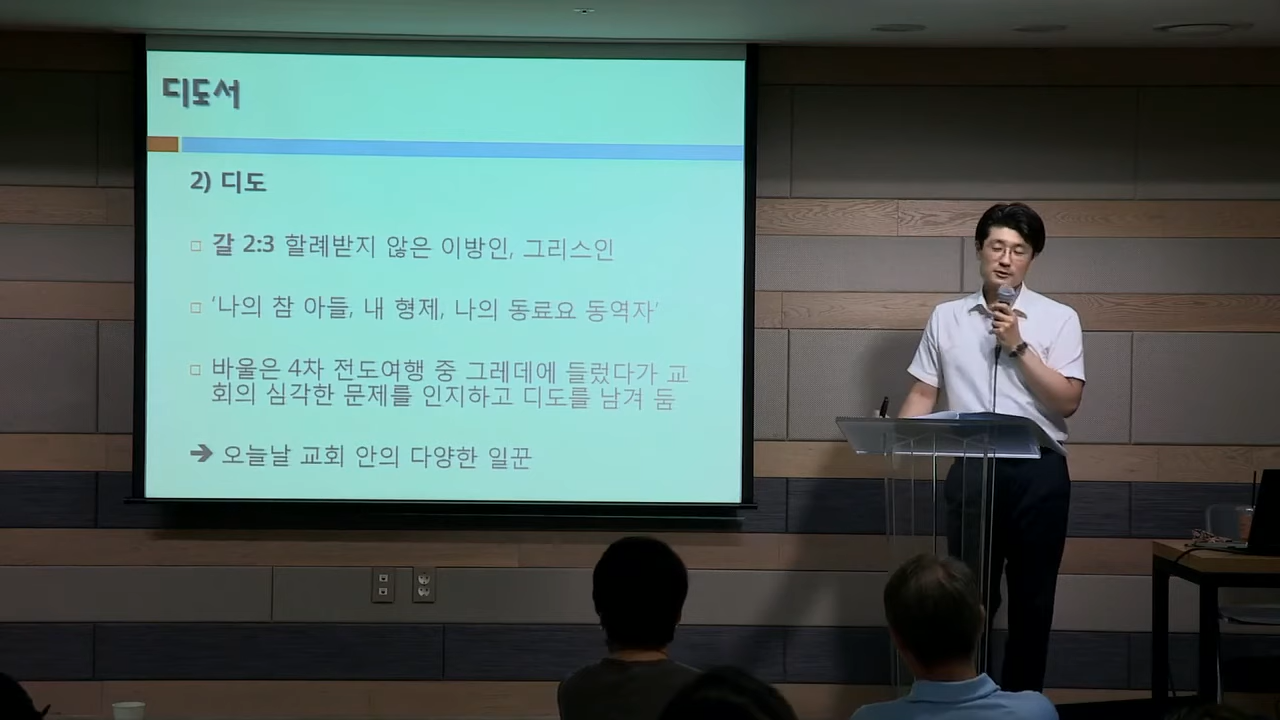 디도서
2) 디도
□ 갈 2:3 할례받지 않은 이방인, 그리스인
□ ‘나의 참 아들, 내 형제, 나의 동료요 동역자’
□ 바울은 4차 전도여행 중 그레데에 들렀다가 교
회의 심각한 문제를 인지하고 디도를 남겨 둠
➔ 오늘날 교회 안의 다양한 일꾼